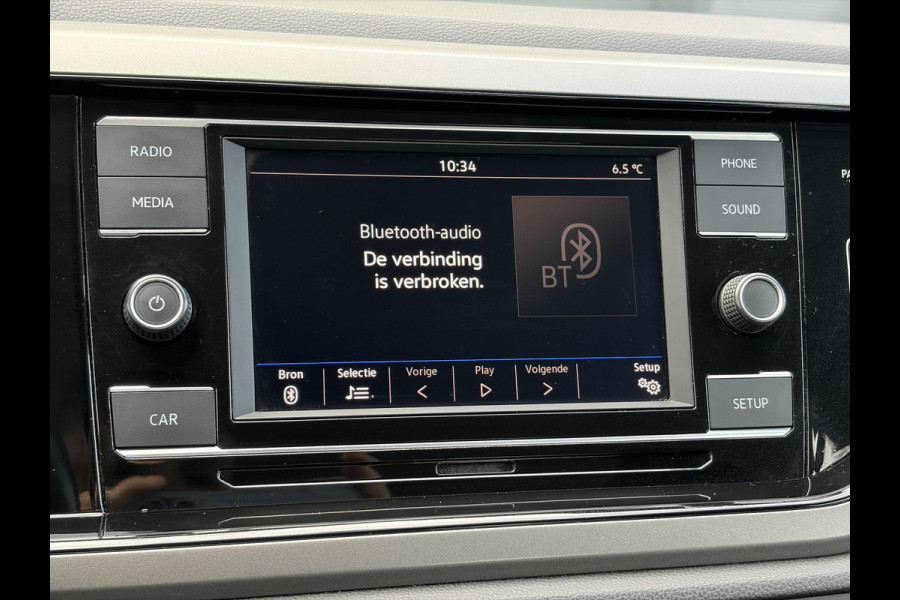 RADIO
MEDIA
CAR
10:34
6.5 °C
Bluetooth-audio
De verbinding
is verbroken.
BT
Bron
Selectie
Vorige
Play
Volgende
Setup
PHONE
SOUND
SETUP